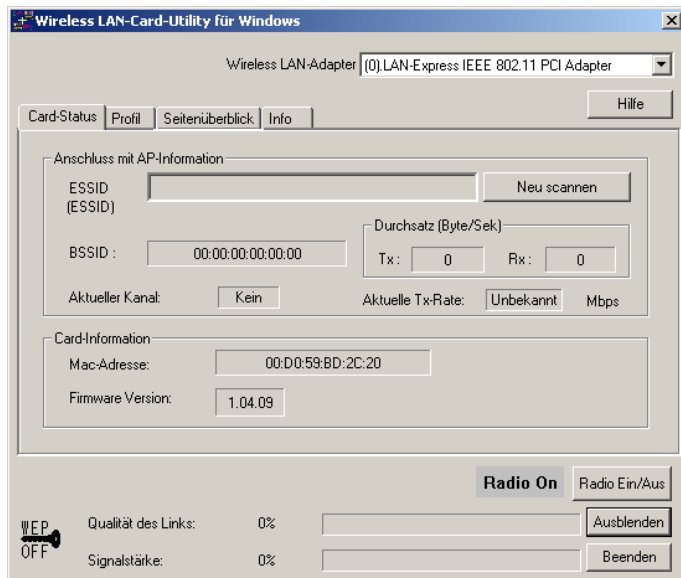 Wireless LAN-Card-Utility für Windows
Wireless LAN-Adapter (0).LAN-Express IEEE 802.11 PCI Adapter
Hilfe
Card-Status Profil Seitenüberblick Info
Anschluss mit AP-Information
ESSID
(ESSID)
Neu scannen
Durchsatz (Byte/Sek)
BSSID : 00:00:00:00:00:00
Tx : 0 Rx : 0
Aktueller Kanal: Kein Aktuelle Tx-Rate: Unbekannt Mbps
Card-Information
Mac-Adresse: 00:D0:59:BD:2C:20
Firmware Version: 1.04.09
Radio On Radio Ein/Aus
WEP
OFF
Qualität des Links: 0% Ausblenden
Signalstärke: 0% Beenden